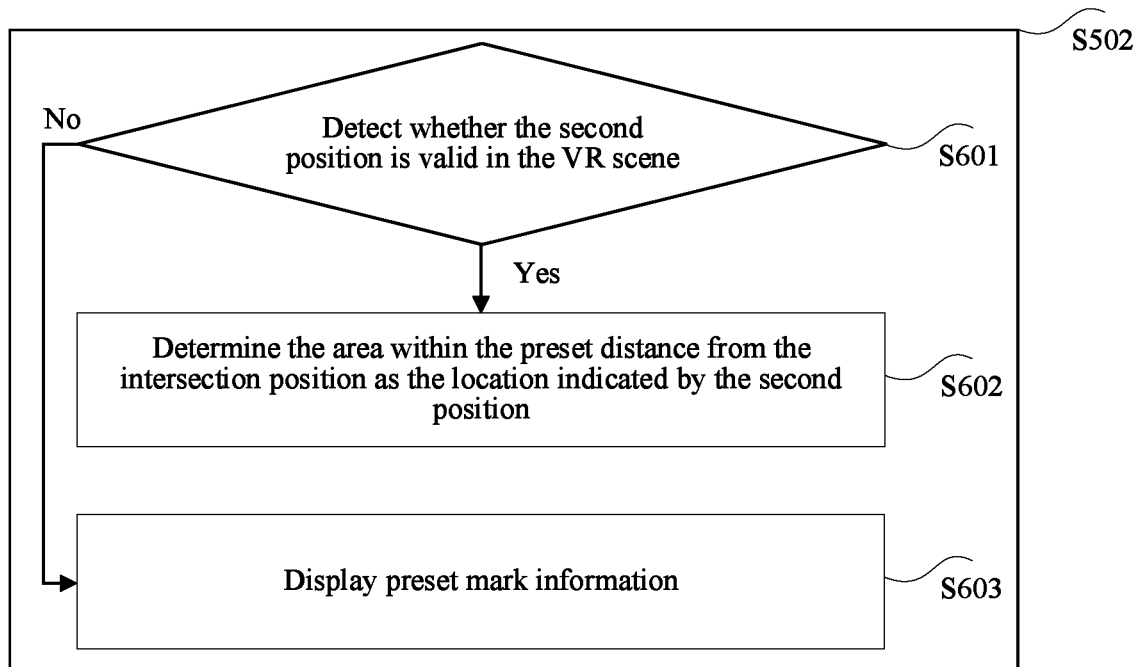 S502
No
Detect whether the second
position is valid in the VR scene
S601
Yes
Determine the area within the preset distance from the
intersection position as the location indicated by the second
position
S602
Display preset mark information
S603